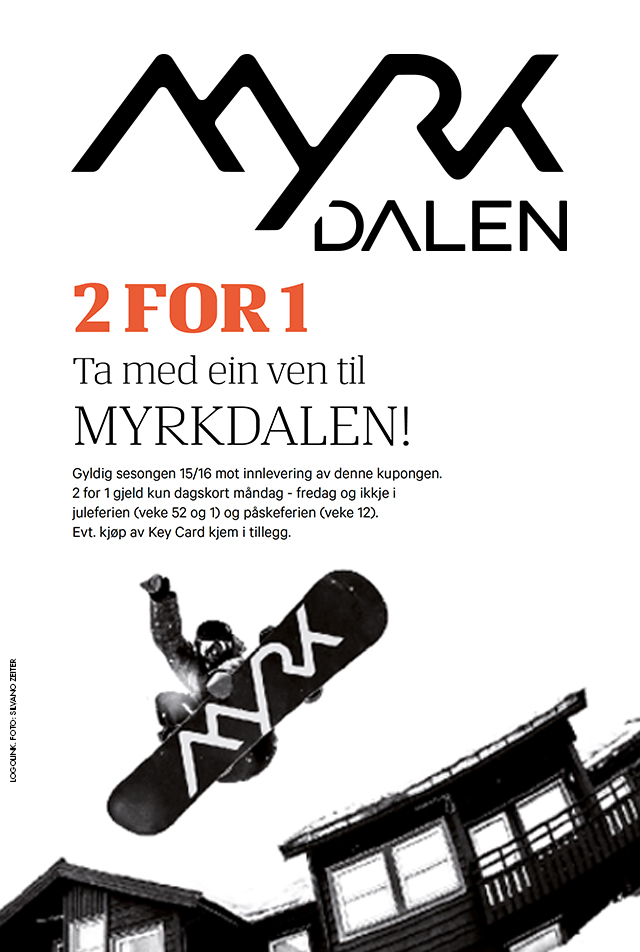 MYRK
DALEN
2 FOR 1
Ta med ein ven til
MYRKDALEN!
Gyldig sesongen 15/16 mot innlevering av denne kupongen.
2 for 1 gjeld kun dagskort måndag - fredag og ikkje i
juleferien (veke 52 og 1) og påskeferien (veke 12).
Evt. kjøp av Key Card kjem i tillegg.
MYRK
LOGOLINK. FOTO: SILVANO ZEITER